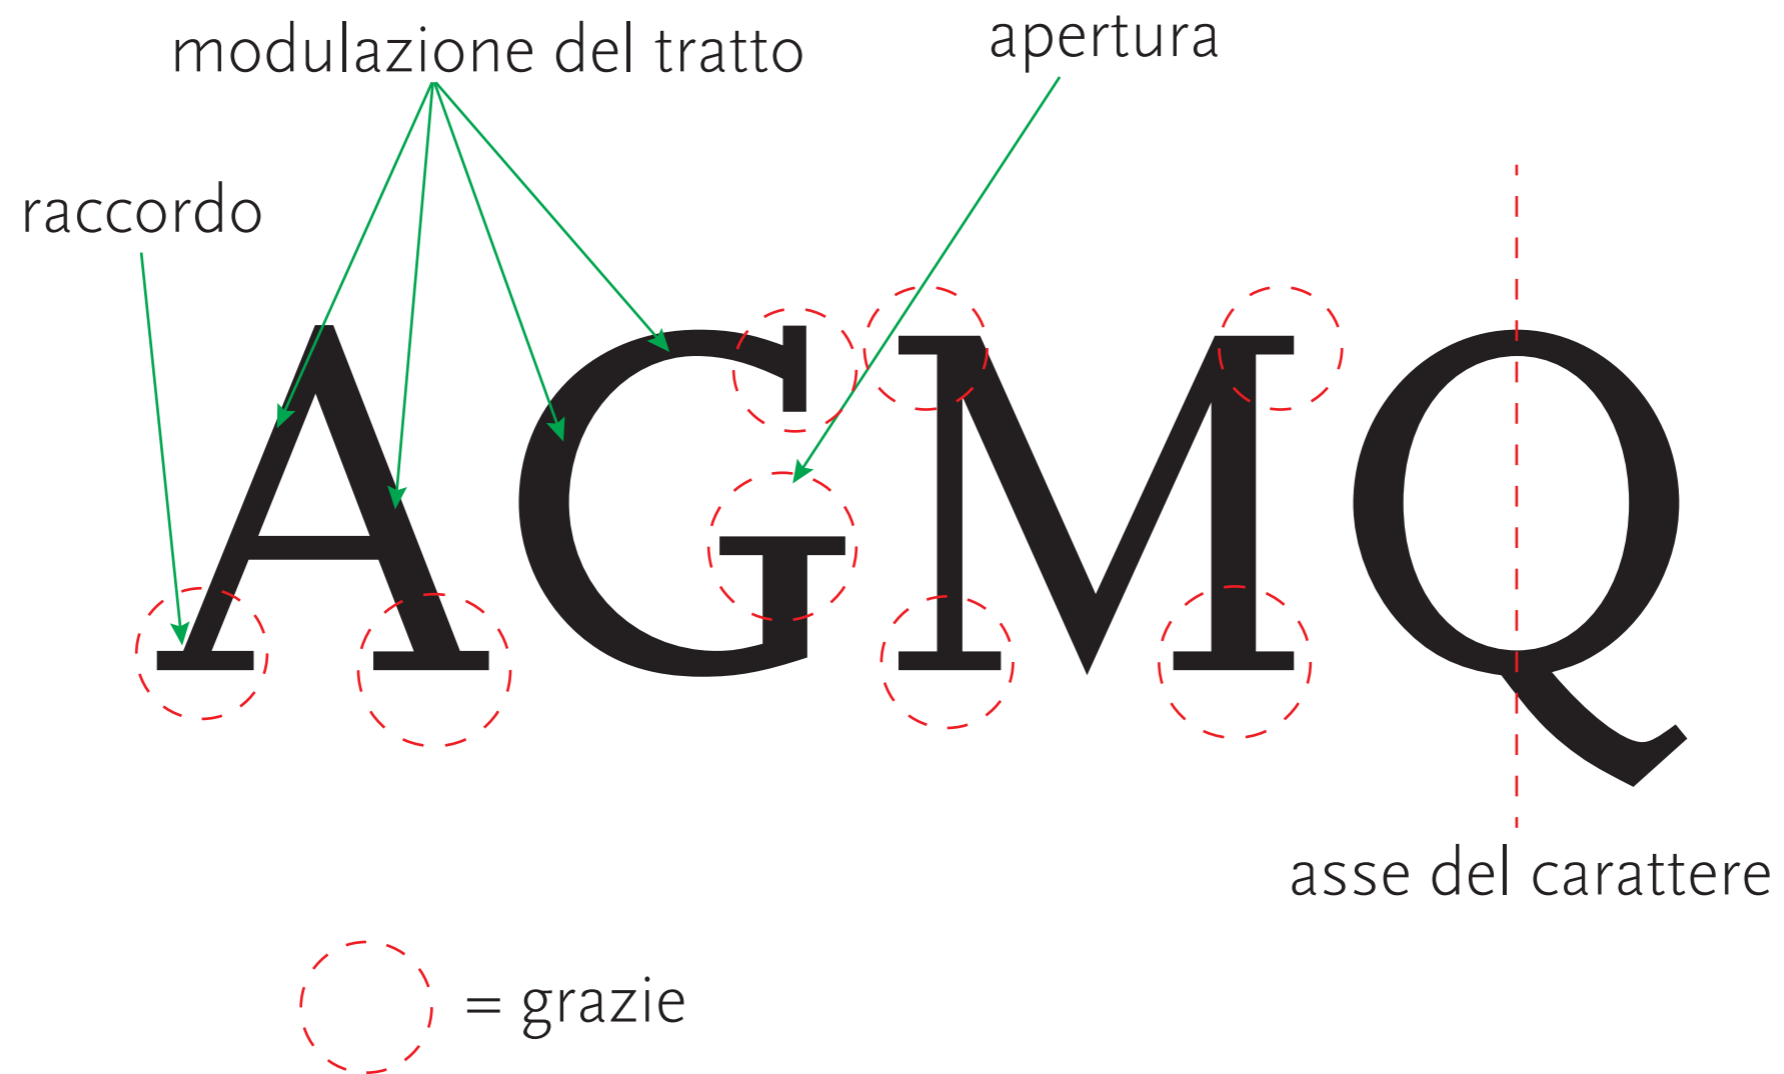 modulazione del tratto
apertura
raccordo
AGMQ
asse del carattere
= grazie